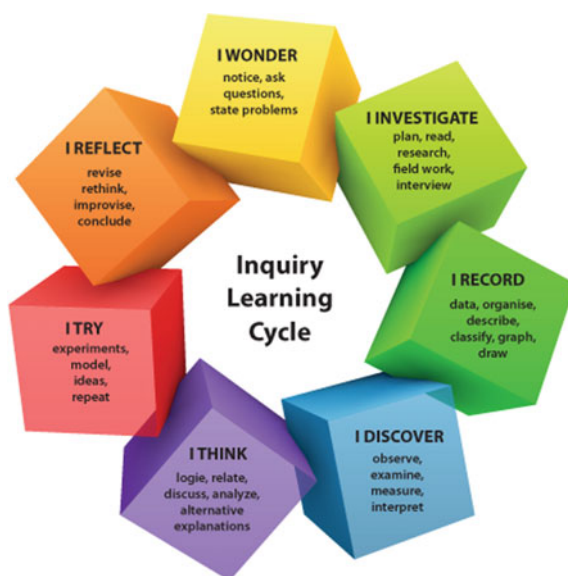 I WONDER
notice, ask
questions,
state problems
I INVESTIGATE
plan, read,
research,
field work,
interview
I RECORD
data, organise,
describe,
classify, graph,
draw
I DISCOVER
observe,
examine,
measure,
interpret
I THINK
logie, relate,
discuss, analyze,
alternative
explanations
I TRY
experiments,
model,
ideas,
repeat
I REFLECT
revise
rethink,
improvise,
conclude
Inquiry
Learning
Cycle